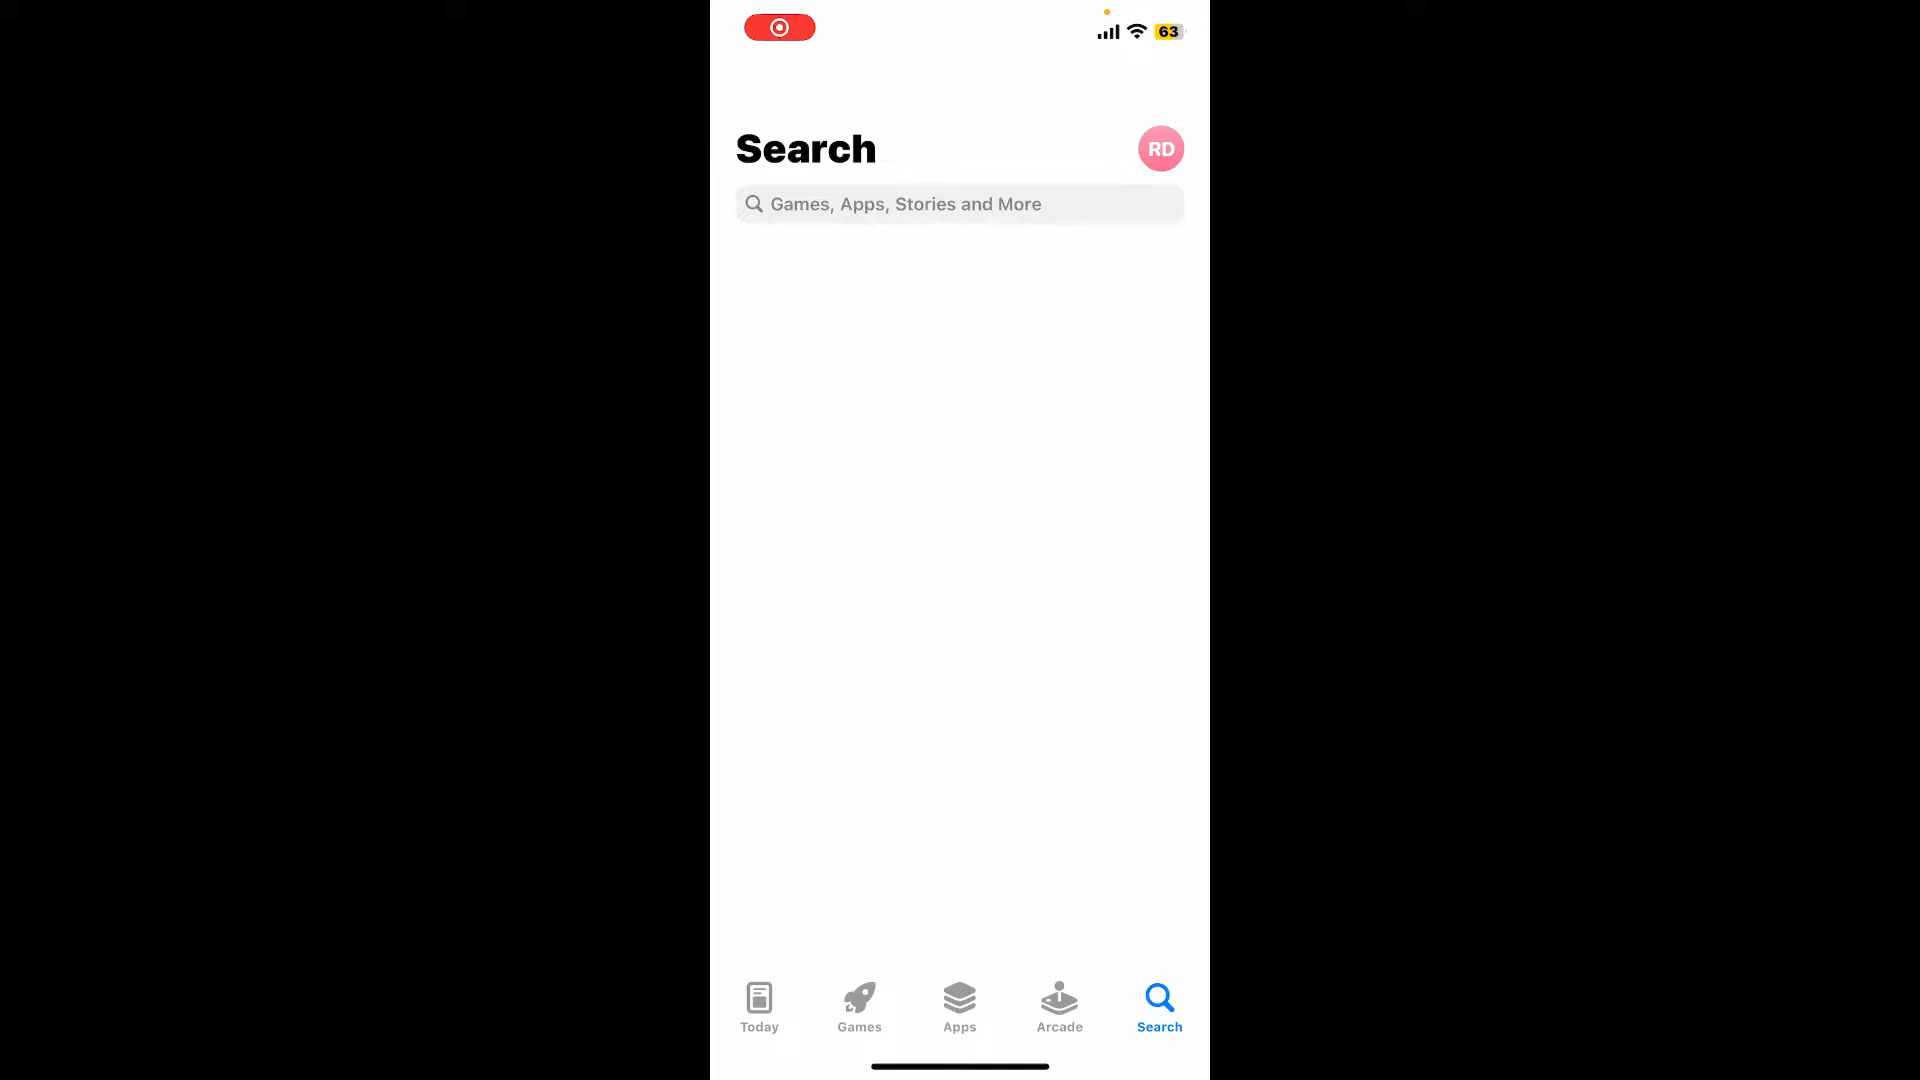 63
Search
RD
Games, Apps, Stories and More
Today
Games
Apps
Arcade
Search